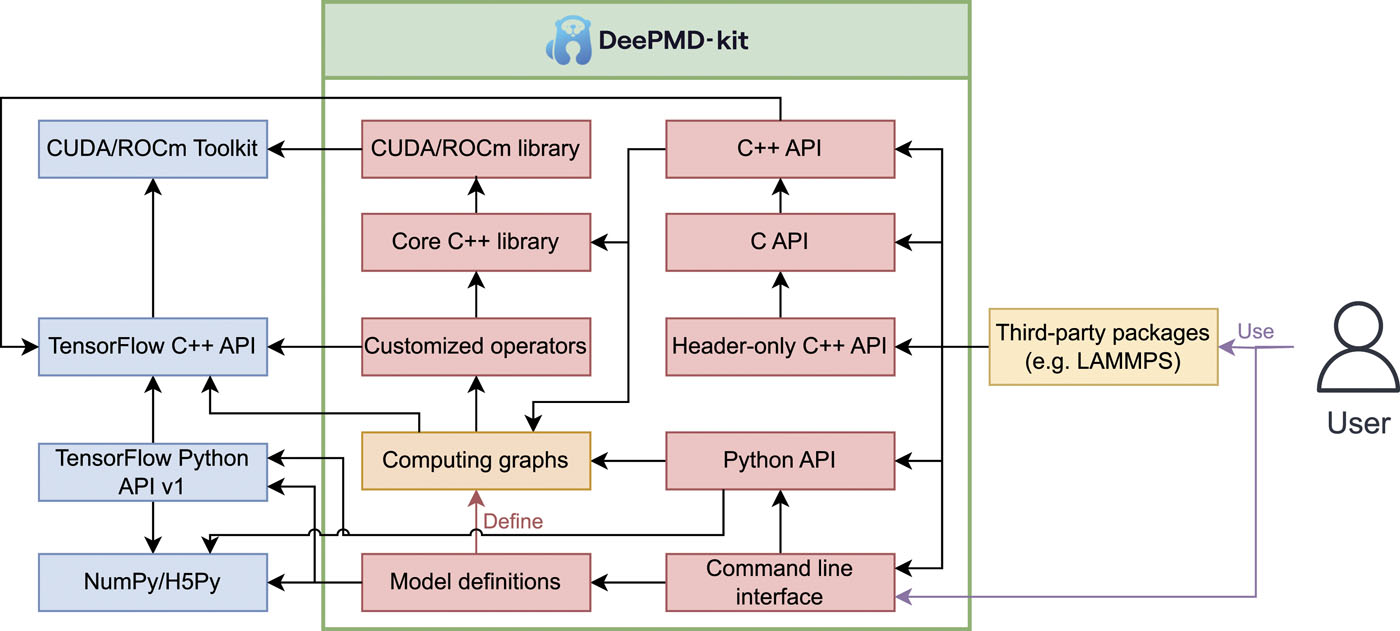 DeePMD-kit
CUDA/ROCm Toolkit
CUDA/ROCm library
C++ API
Core C++ library
C API
TensorFlow C++ API
Customized operators
Header-only C++ API
Third-party packages
(e.g. LAMMPS)
Use
User
TensorFlow Python
API v1
Computing graphs
Python API
Define
NumPy/H5Py
Model definitions
Command line
interface